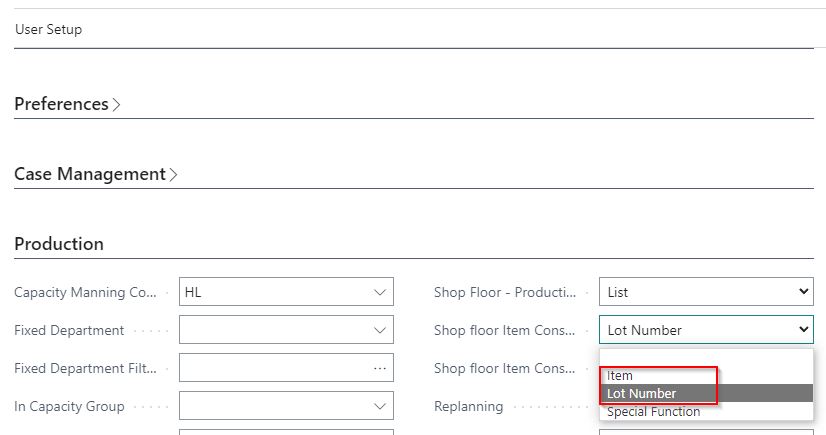 User Setup
Preferences
Case Management
Production
Capacity Manning Co... HL Shop Floor - Producti... List
Fixed Department Shop floor Item Cons... Lot Number
Fixed Department Filt... ... Shop floor Item Cons...
Item
Lot Number
In Capacity Group Replanning
Special Function